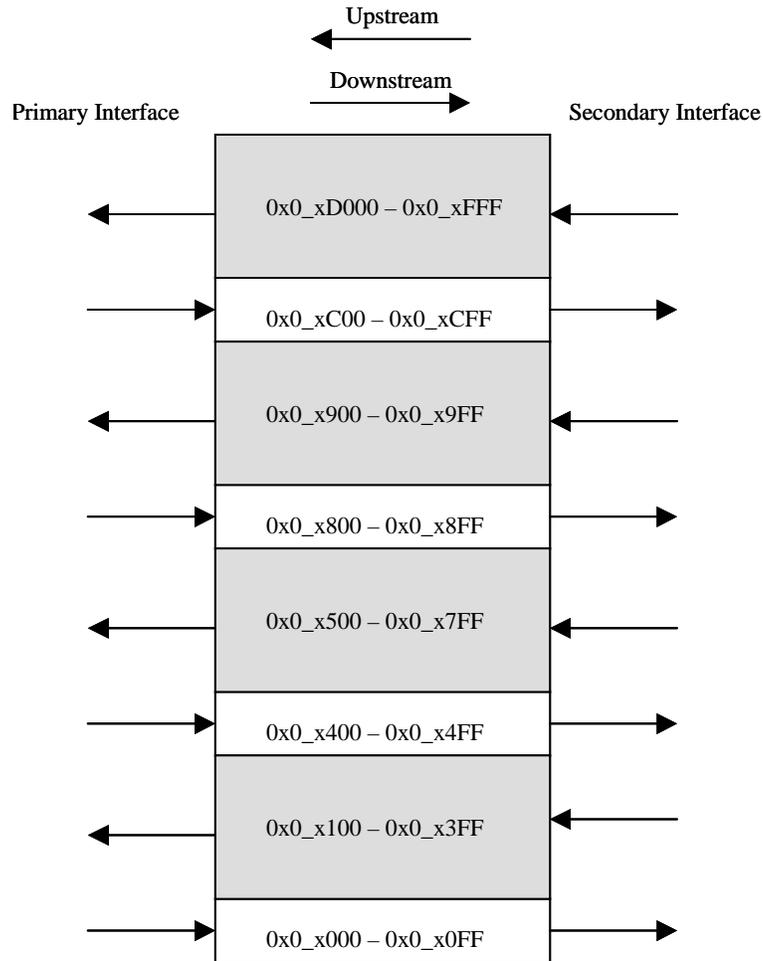 Upstream
Downstream
Primary Interface
Secondary Interface
0x0_xD000 – 0x0_xFFF
0x0_xC00 – 0x0_xCFF
0x0_x900 – 0x0_x9FF
0x0_x800 – 0x0_x8FF
0x0_x500 – 0x0_x7FF
0x0_x400 – 0x0_x4FF
0x0_x100 – 0x0_x3FF
0x0_x000 – 0x0_x0FF